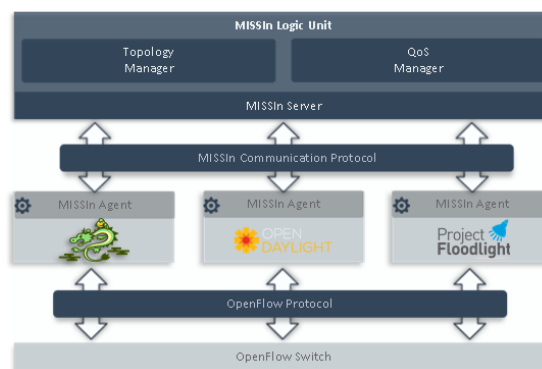 MISSIn Logic Unit
Topology
Manager
QoS
Manager
MISSIn Server
MISSIn Communication Protocol
MISSIn Agent
MISSIn Agent
MISSIn Agent
OPEN
DAYLIGHT
Project
Floodlight
OpenFlow Protocol
OpenFlow Switch